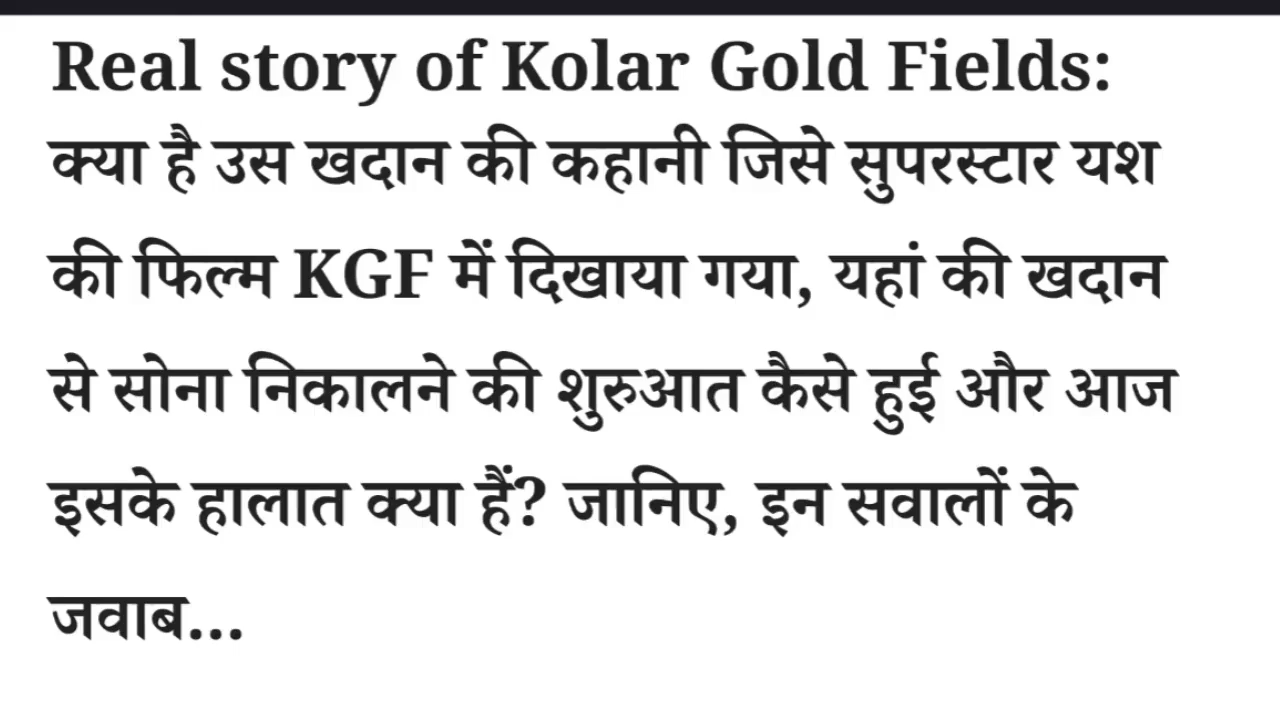 Real story of Kolar Gold Fields:
क्या है उस खदान की कहानी जिसे सुपरस्टार यश
की फिल्म KGF में दिखाया गया, यहां की खदान
से सोना निकालने की शुरुआत कैसे हुई और आज
इसके हालात क्या हैं? जानिए, इन सवालों के
जवाब...